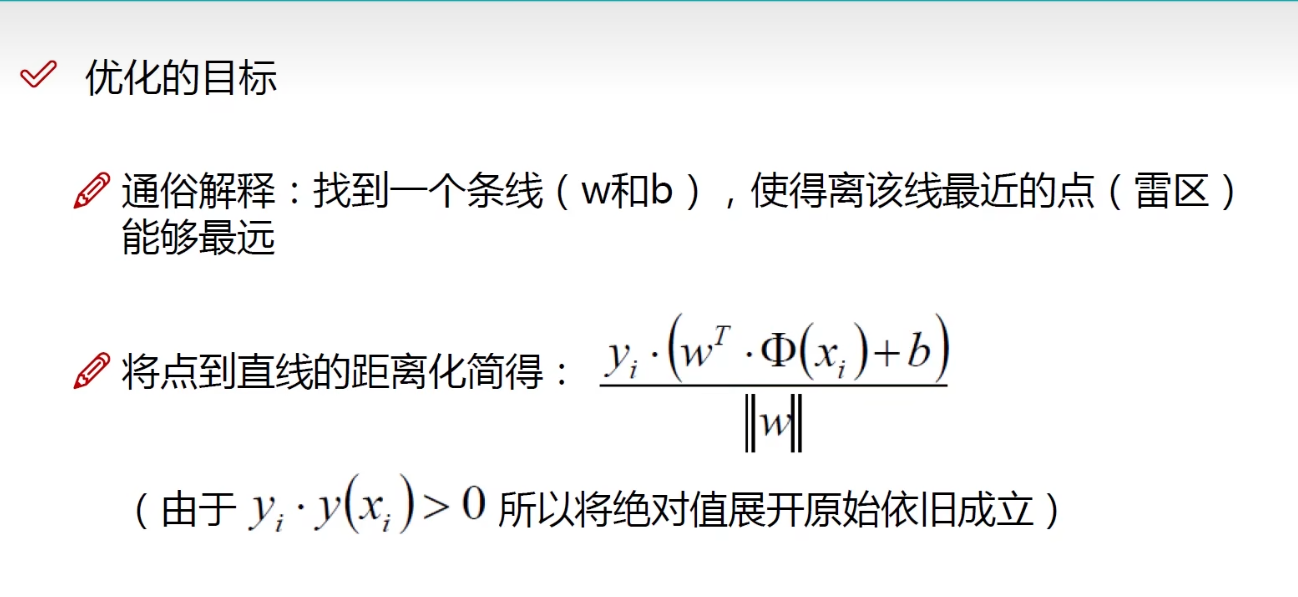 优化的目标
通俗解释：找到一个条线（w和b），使得离该线最近的点（雷区）
能够最远
将点到直线的距离化简得： \frac{y_i \cdot (w^T \cdot \Phi(x_i) + b)}{\|w\|}
（由于 y_i \cdot y(x_i) > 0 所以将绝对值展开原始依旧成立）